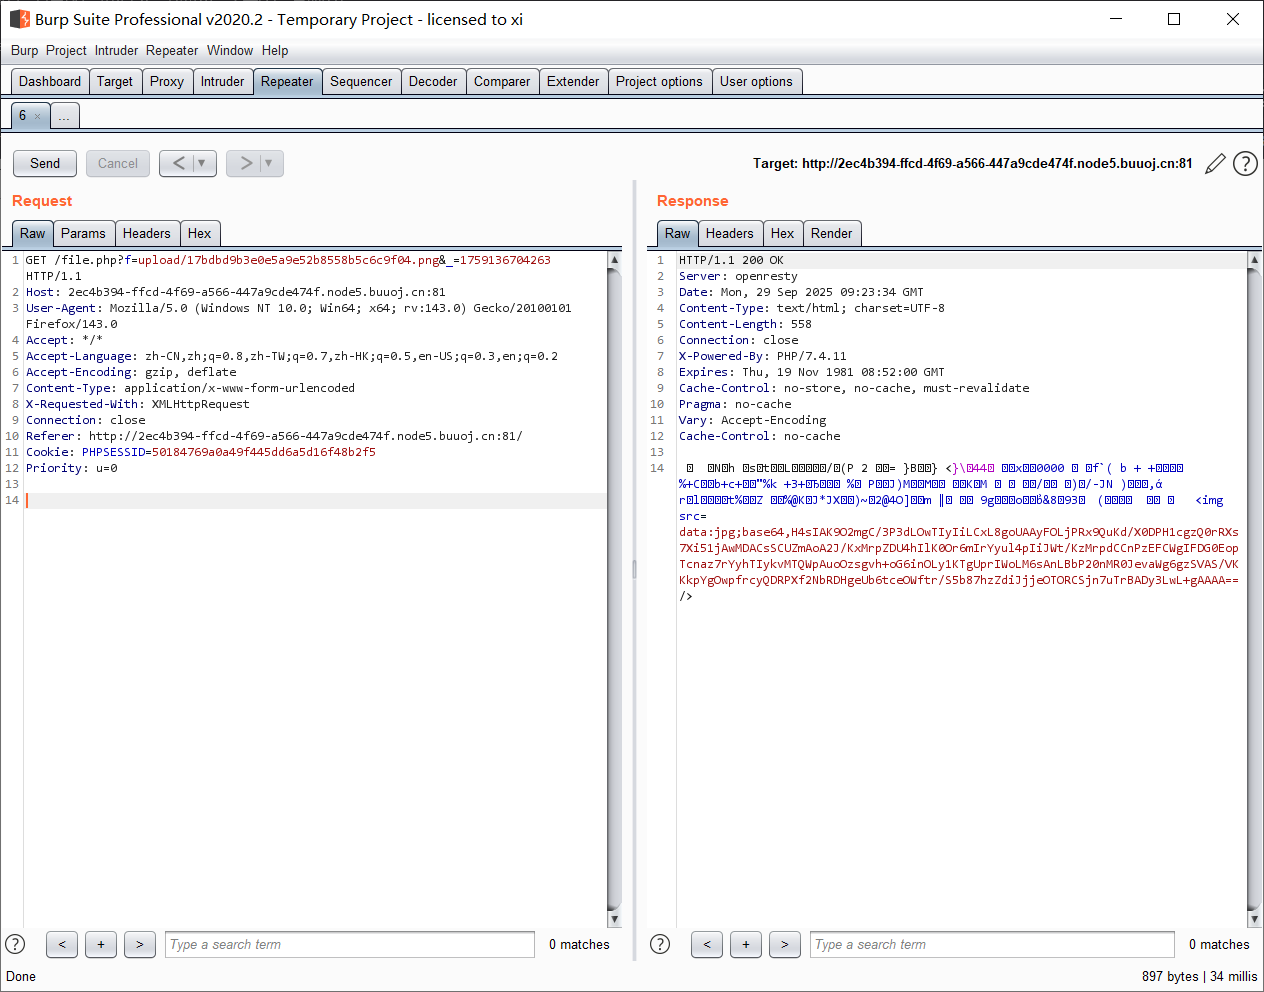 Burp Suite Professional v2020.2 - Temporary Project - licensed to xi
Burp Project Intruder Repeater Window Help
Dashboard Target Proxy Intruder Repeater Sequencer Decoder Comparer Extender Project options User options
6 × ...
Send Cancel < ▼ > ▼ Target: http://2ec4b394-ffcd-4f69-a566-447a9cde474f.node5.buuoj.cn:81 ?
Request
Raw Params Headers Hex
1 GET /file.php?f=upload/17bdbd9b3e0e5a9e52b8558b5c6c9f04.png&_=1759136704263
HTTP/1.1
2 Host: 2ec4b394-ffcd-4f69-a566-447a9cde474f.node5.buuoj.cn:81
3 User-Agent: Mozilla/5.0 (Windows NT 10.0; Win64; x64; rv:143.0) Gecko/20100101
Firefox/143.0
4 Accept: */*
5 Accept-Language: zh-CN,zh;q=0.8,zh-TW;q=0.7,zh-HK;q=0.5,en-US;q=0.3,en;q=0.2
6 Accept-Encoding: gzip, deflate
7 Content-Type: application/x-www-form-urlencoded
8 X-Requested-With: XMLHttpRequest
9 Connection: close
10 Referer: http://2ec4b394-ffcd-4f69-a566-447a9cde474f.node5.buuoj.cn:81/
11 Cookie: PHPSESSID=50184769a0a49f445dd6a5d16f48b2f5
12 Priority: u=0
13
14
Response
Raw Headers Hex Render
1 HTTP/1.1 200 OK
2 Server: openresty
3 Date: Mon, 29 Sep 2025 09:23:34 GMT
4 Content-Type: text/html; charset=UTF-8
5 Content-Length: 558
6 Connection: close
7 X-Powered-By: PHP/7.4.11
8 Expires: Thu, 19 Nov 1981 08:52:00 GMT
9 Cache-Control: no-store, no-cache, must-revalidate
10 Pragma: no-cache
11 Vary: Accept-Encoding
12 Cache-Control: no-cache
13
14
<img
src=
data:jpg;base64,H4sIAK9O2mgC/3P3dLOwTIyIiLCxL8goUAAyFOLjPRx9QuKd/X0DPH1cgzQ0rRXs
7Xi51jAwMDACsSCUZmAoA2J/KxMrpZDU4hIlK0Or6mIrYyul4pIiJWt/KzMrpdCCnPzEFCWgIFDG0Eop
Tcnaz7rYyhTIykvMTQWpAuoOzsgvh+oG6inOLy1KTgUprIWoLM6sAnLBbP20nMR0JevaWg6gzSVAS/VK
KkpYgOwpfrcyQDRPXf2NbRDHgeUb6tceOWftr/S5b87hzZdiJjjeOTORCSjn7uTrBADy3LwL+gAAAA==
/>
? < + > Type a search term 0 matches
? < + > Type a search term 0 matches
Done 897 bytes | 34 millis